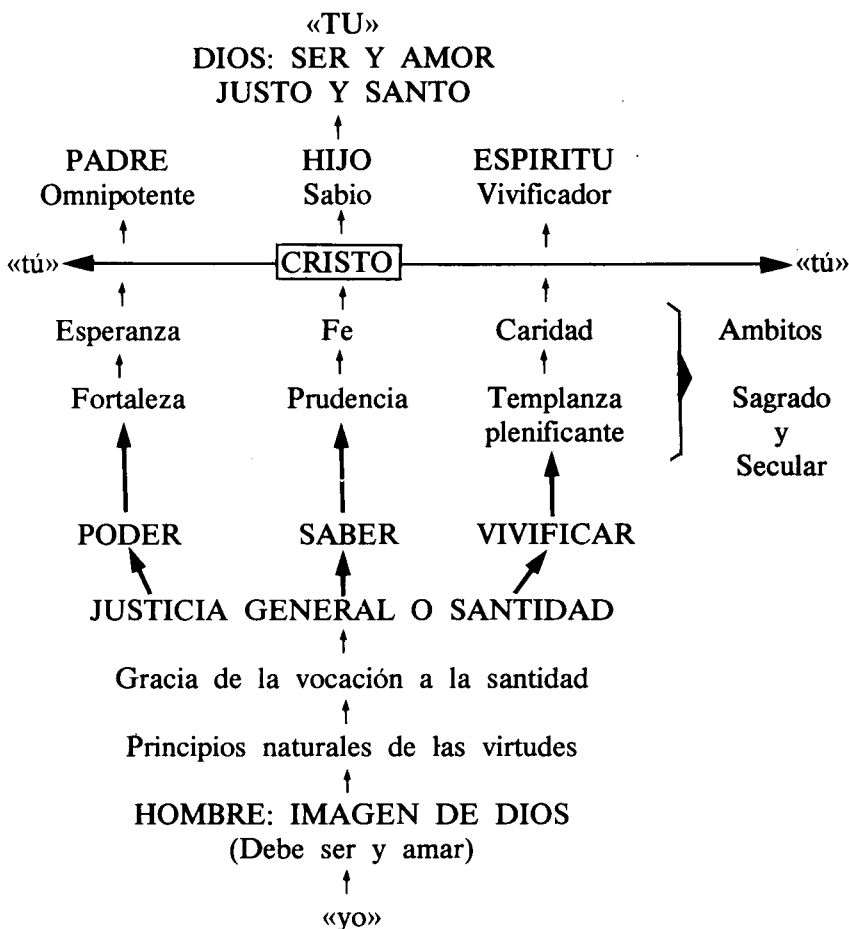 «TU»
DIOS: SER Y AMOR
JUSTO Y SANTO
PADRE HIJO ESPIRITU
Omnipotente Sabio Vivificador
«tú» CRISTO «tú»
Esperanza Fe Caridad Ambitos
Fortaleza Prudencia Templanza Sagrado
plenificante y
Secular
PODER SABER VIVIFICAR
JUSTICIA GENERAL O SANTIDAD
Gracia de la vocación a la santidad
Principios naturales de las virtudes
HOMBRE: IMAGEN DE DIOS
(Debe ser y amar)
«yo»